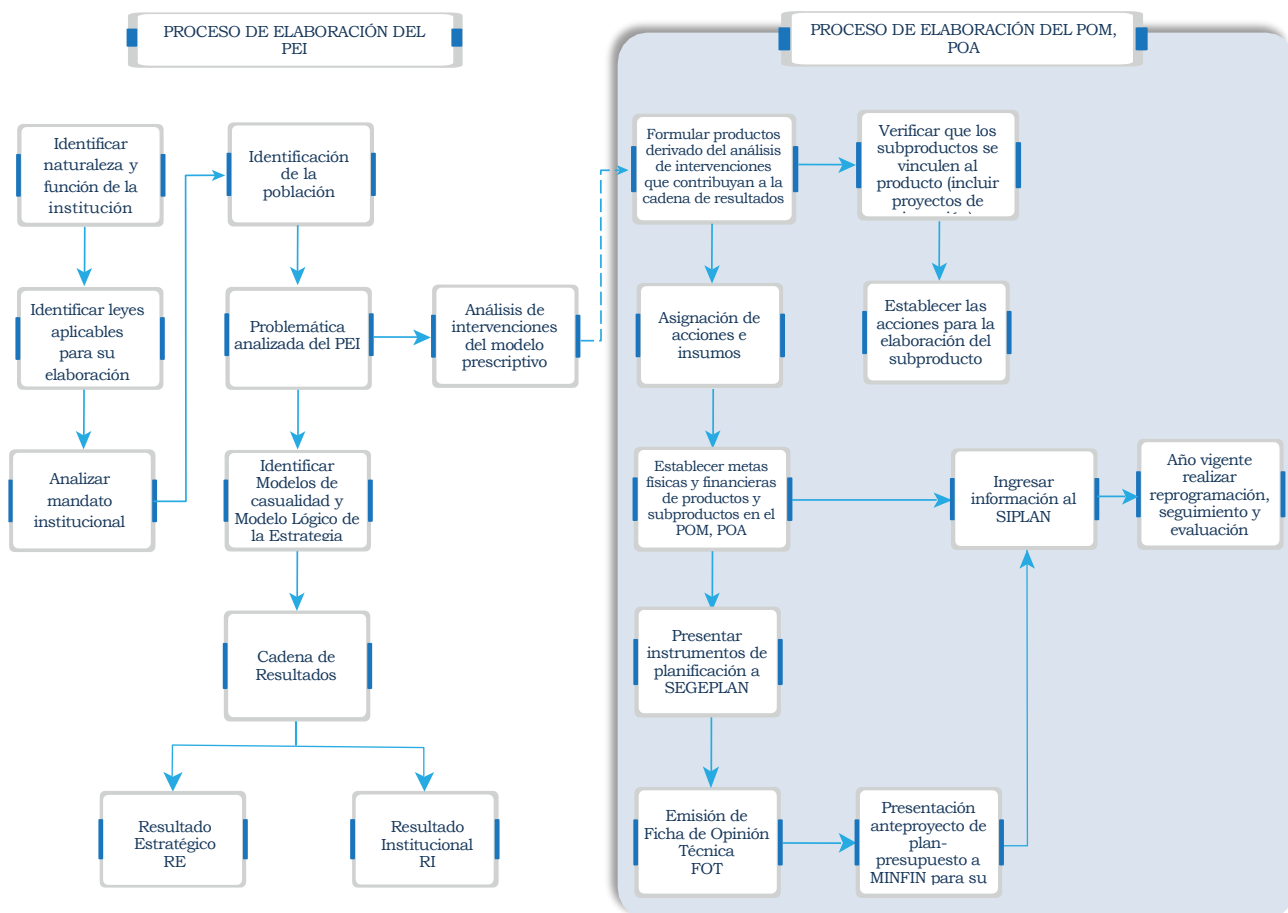 PROCESO DE ELABORACIÓN DEL
PEI
PROCESO DE ELABORACIÓN DEL POM,
POA
Identificar
naturaleza y
función de la
institución
Identificación
de la
población
Formular productos
derivado del análisis
de intervenciones
que contribuyan a la
cadena de resultados
Verificar que los
subproductos se
vinculen al
producto (incluir
proyectos de
Identificar leyes
aplicables
para su
elaboración
Problemática
analizada del PEI
Análisis de
intervenciones
del modelo
prescriptivo
Asignación de
acciones e
insumos
Establecer las
acciones para la
elaboración del
subproducto
Analizar
mandato
institucional
Identificar
Modelos de
casualidad y
Modelo Lógico de
la Estrategia
Establecer metas
físicas y financieras
de productos y
subproductos en el
POM, POA
Ingresar
información al
SIPLAN
Año vigente
realizar
reprogramación,
seguimiento y
evaluación
Cadena de
Resultados
Presentar
instrumentos de
planificación a
SEGEPLAN
Resultado
Estratégico
RE
Resultado
Institucional
RI
Emisión de
Ficha de Opinión
Técnica
FOT
Presentación
anteproyecto de
plan-
presupuesto a
MINFIN para su